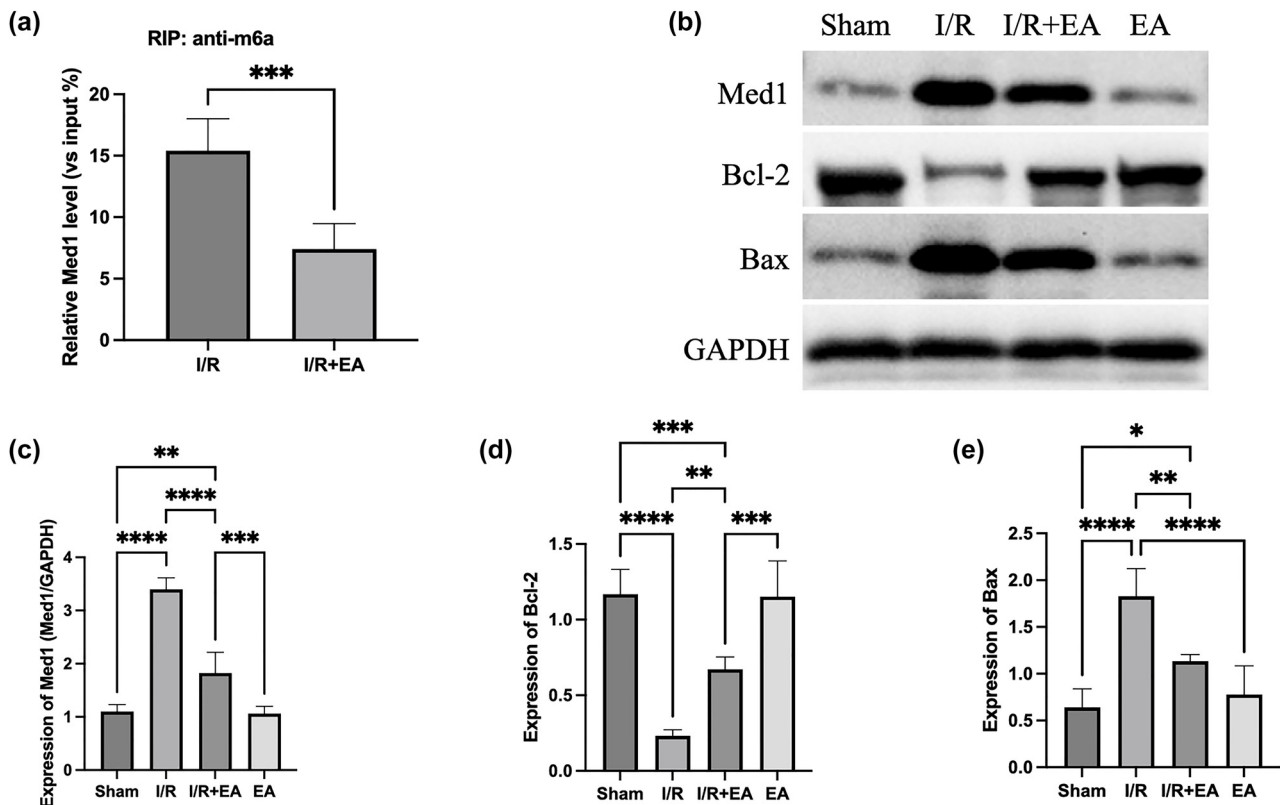 (a)
RIP: anti-m6a
***
Relative Med1 level (vs input %)
20
15
10
5
0
I/R
I/R+EA
(b)
Sham I/R I/R+EA EA
Med1
Bcl-2
Bax
GAPDH
(c)
**
****
**** ***
Expression of Med1 (Med1/GAPDH)
4
3
2
1
0
Sham I/R I/R+EA EA
(d)
***
**
**** ***
Expression of Bcl-2
1.5
1.0
0.5
0.0
Sham I/R I/R+EA EA
(e)
*
**
**** ****
Expression of Bax
2.5
2.0
1.5
1.0
0.5
0.0
Sham I/R I/R+EA EA